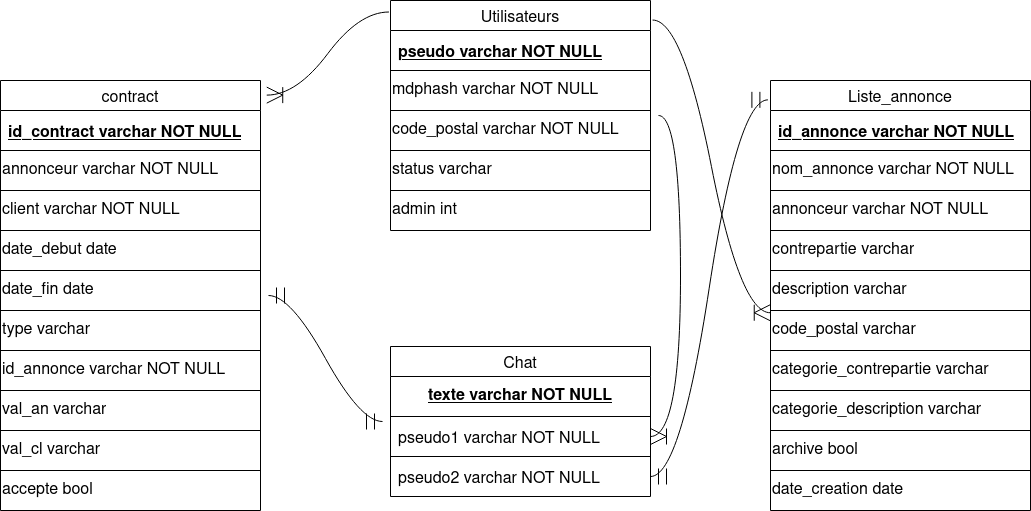 contract
id_contract varchar NOT NULL
annonceur varchar NOT NULL
client varchar NOT NULL
date_debut date
date_fin date
type varchar
id_annonce varchar NOT NULL
val_an varchar
val_cl varchar
accepte bool
Utilisateurs
pseudo varchar NOT NULL
mdphash varchar NOT NULL
code_postal varchar NOT NULL
status varchar
admin int
Chat
texte varchar NOT NULL
pseudo1 varchar NOT NULL
pseudo2 varchar NOT NULL
Liste_annonce
id_annonce varchar NOT NULL
nom_annonce varchar NOT NULL
annonceur varchar NOT NULL
contrepartie varchar
description varchar
code_postal varchar
categorie_contrepartie varchar
categorie_description varchar
archive bool
date_creation date